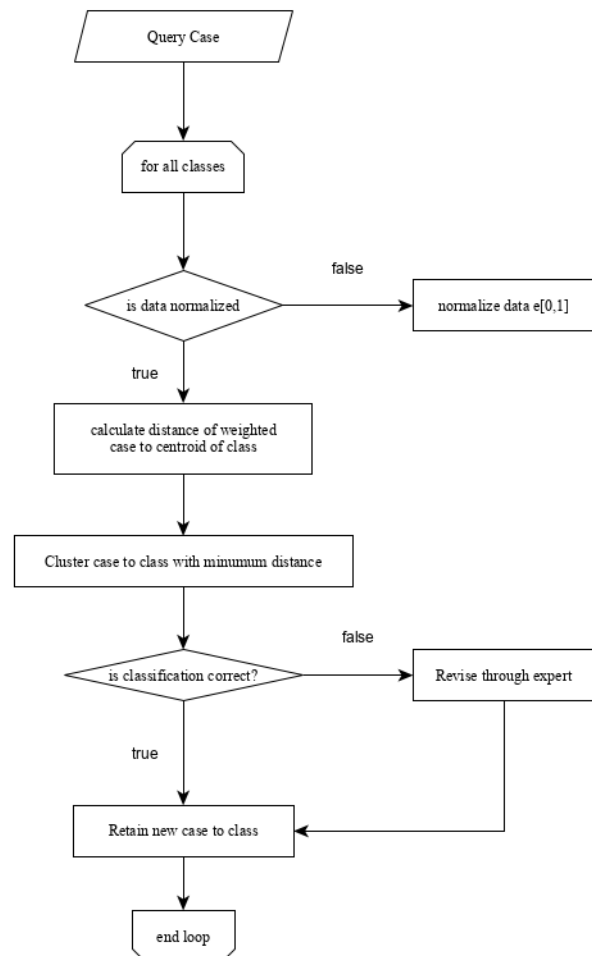 Query Case
for all classes
false
is data normalized
normalize data e[0,1]
true
calculate distance of weighted
case to centroid of class
Cluster case to class with minumum distance
false
is classification correct?
Revise through expert
true
Retain new case to class
end loop